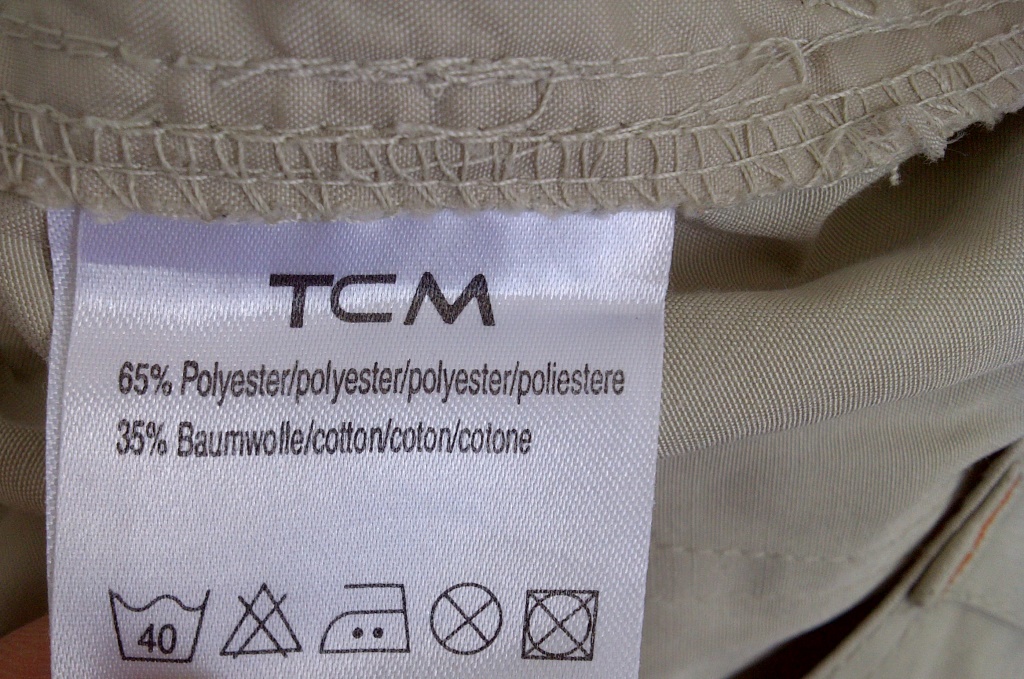 TCM
65% Polyester/polyester/polyester/poliestere
35% Baumwolle/cotton/coton/cotone
40